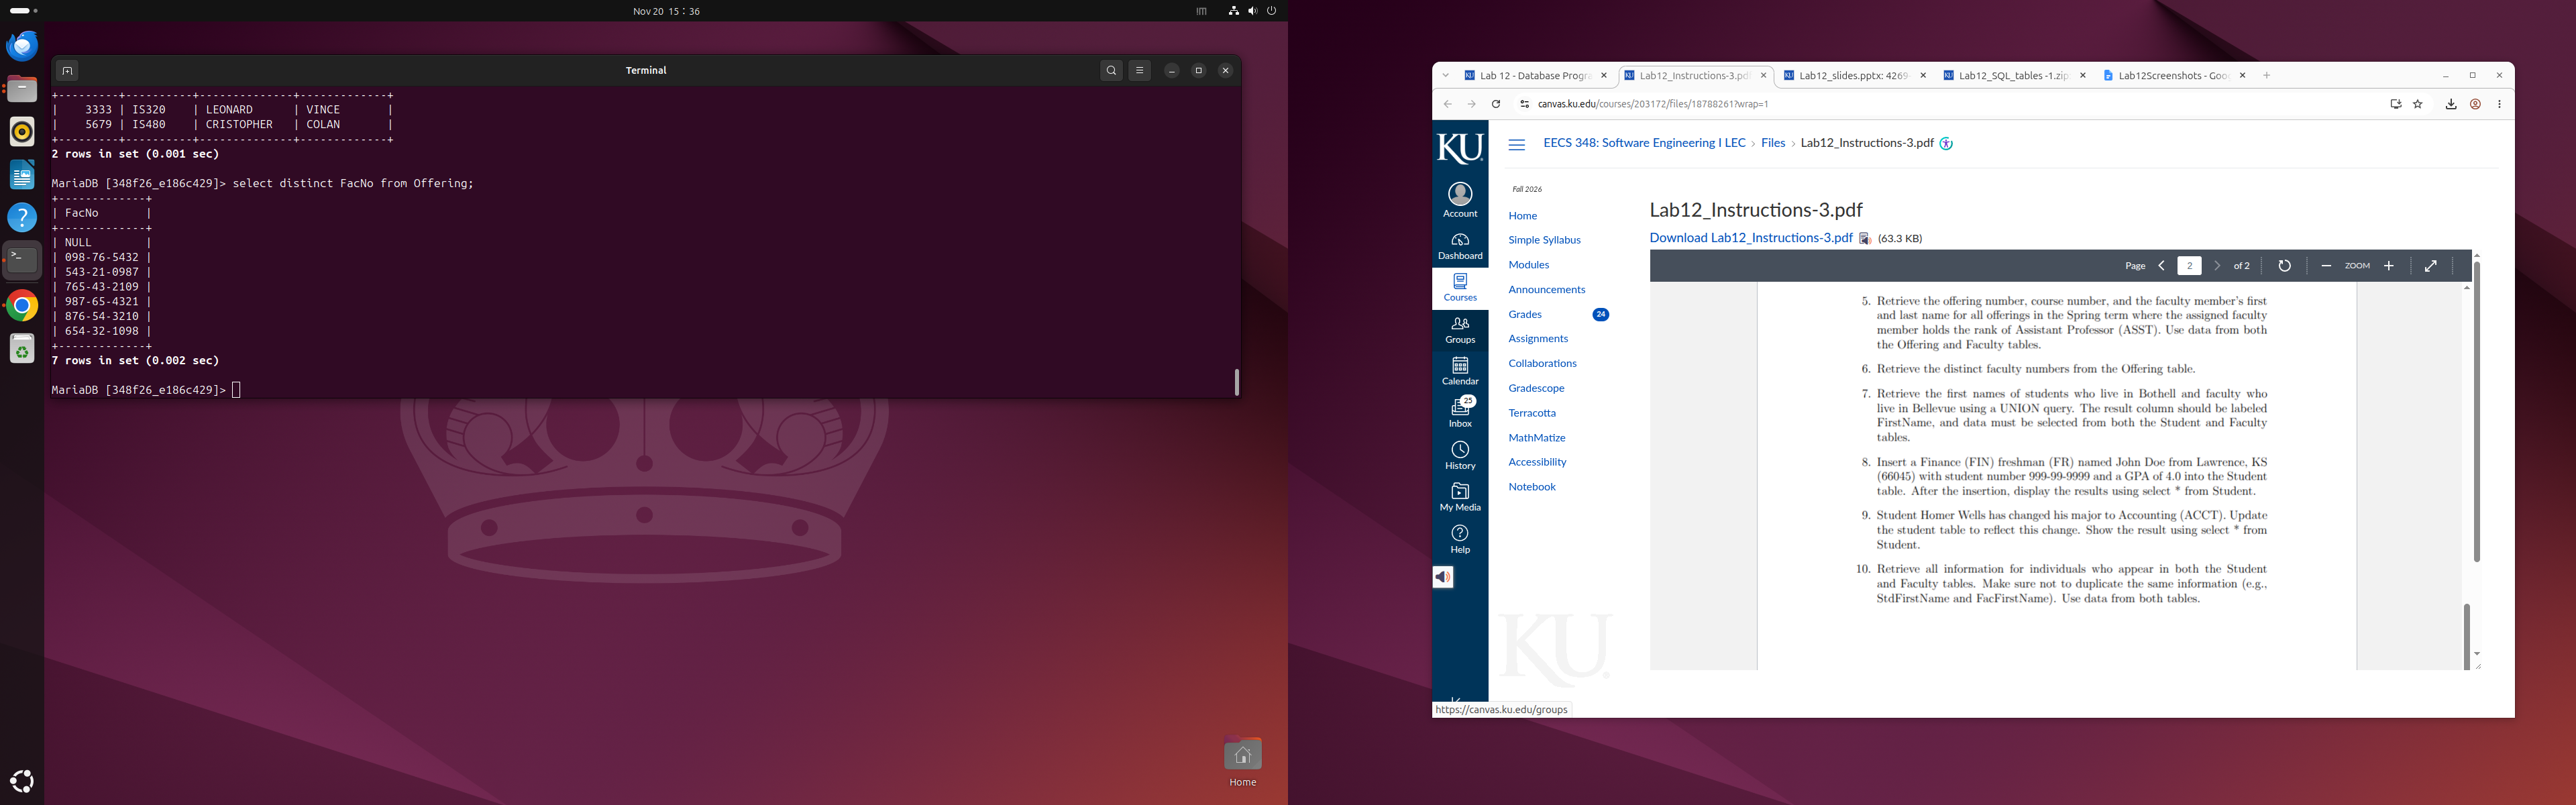 Nov 20 15:36
Terminal
+---------+----------+--------------+-------------+
| 3333 | IS320 | LEONARD | VINCE |
| 5679 | IS480 | CRISTOPHER | COLAN |
+---------+----------+--------------+-------------+
2 rows in set (0.001 sec)
MariaDB [348f26_e186c429]> select distinct FacNo from Offering;
+-------------+
| FacNo |
+-------------+
| NULL |
| 098-76-5432 |
| 543-21-0987 |
| 765-43-2109 |
| 987-65-4321 |
| 876-54-3210 |
| 654-32-1098 |
+-------------+
7 rows in set (0.002 sec)
MariaDB [348f26_e186c429]>
Home
Lab 12 - Database Progra
Lab12_Instructions-3.pd
Lab12_slides.pptx: 4269
Lab12_SQL_tables -1.zip
Lab12Screenshots - Goo
canvas.ku.edu/courses/203172/files/18788261?wrap=1
KU
Account
Dashboard
Courses
Groups
Calendar
25
Inbox
History
My Media
Help
EECS 348: Software Engineering I LEC > Files > Lab12_Instructions-3.pdf
Fall 2026
Home
Simple Syllabus
Modules
Announcements
Grades 24
Assignments
Collaborations
Gradescope
Terracotta
MathMatize
Accessibility
Notebook
Lab12_Instructions-3.pdf
Download Lab12_Instructions-3.pdf (63.3 KB)
Page 2 of 2 ZOOM
5. Retrieve the offering number, course number, and the faculty member's first
and last name for all offerings in the Spring term where the assigned faculty
member holds the rank of Assistant Professor (ASST). Use data from both
the Offering and Faculty tables.
6. Retrieve the distinct faculty numbers from the Offering table.
7. Retrieve the first names of students who live in Bothell and faculty who
live in Bellevue using a UNION query. The result column should be labeled
FirstName, and data must be selected from both the Student and Faculty
tables.
8. Insert a Finance (FIN) freshman (FR) named John Doe from Lawrence, KS
(66045) with student number 999-99-9999 and a GPA of 4.0 into the Student
table. After the insertion, display the results using select * from Student.
9. Student Homer Wells has changed his major to Accounting (ACCT). Update
the student table to reflect this change. Show the result using select * from
Student.
10. Retrieve all information for individuals who appear in both the Student
and Faculty tables. Make sure not to duplicate the same information (e.g.,
StdFirstName and FacFirstName). Use data from both tables.
KU
https://canvas.ku.edu/groups